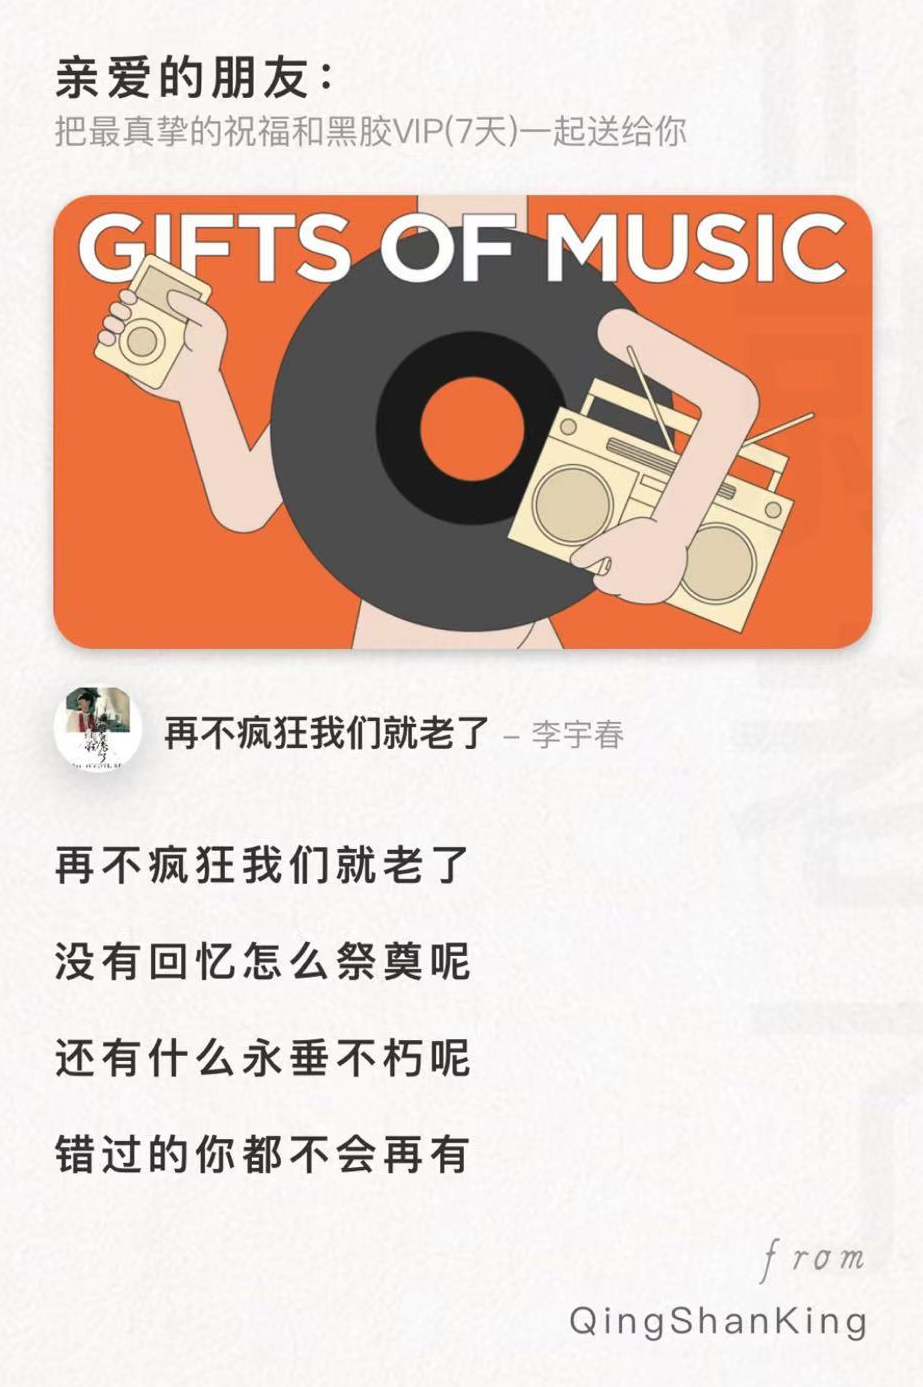 亲爱的朋友：
把最真挚的祝福和黑胶VIP(7天)一起送给你
GIFTS OF MUSIC
再不疯狂我们就老了 – 李宇春
再不疯狂我们就老了
没有回忆怎么祭奠呢
还有什么永垂不朽呢
错过的你都不会再有
from
QingShanKing